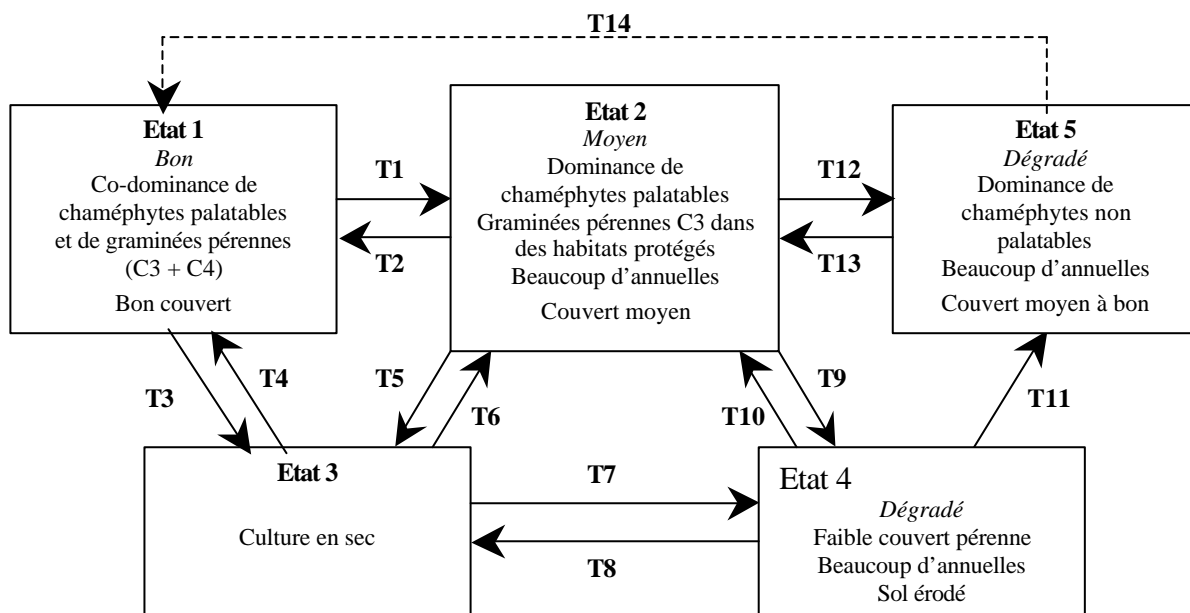 T14
Etat 1
Bon
Co-dominance de
chaméphytes palatables
et de graminées pérennes
(C3 + C4)
Bon couvert
T1
T2
Etat 2
Moyen
Dominance de
chaméphytes palatables
Graminées pérennes C3 dans
des habitats protégés
Beaucoup d’annuelles
Couvert moyen
T12
T13
Etat 5
Dégradé
Dominance de
chaméphytes non
palatables
Beaucoup d’annuelles
Couvert moyen à bon
T3
T4
T5
T6
T9
T10
T11
Etat 3
Culture en sec
T7
T8
Etat 4
Dégradé
Faible couvert pérenne
Beaucoup d’annuelles
Sol érodé